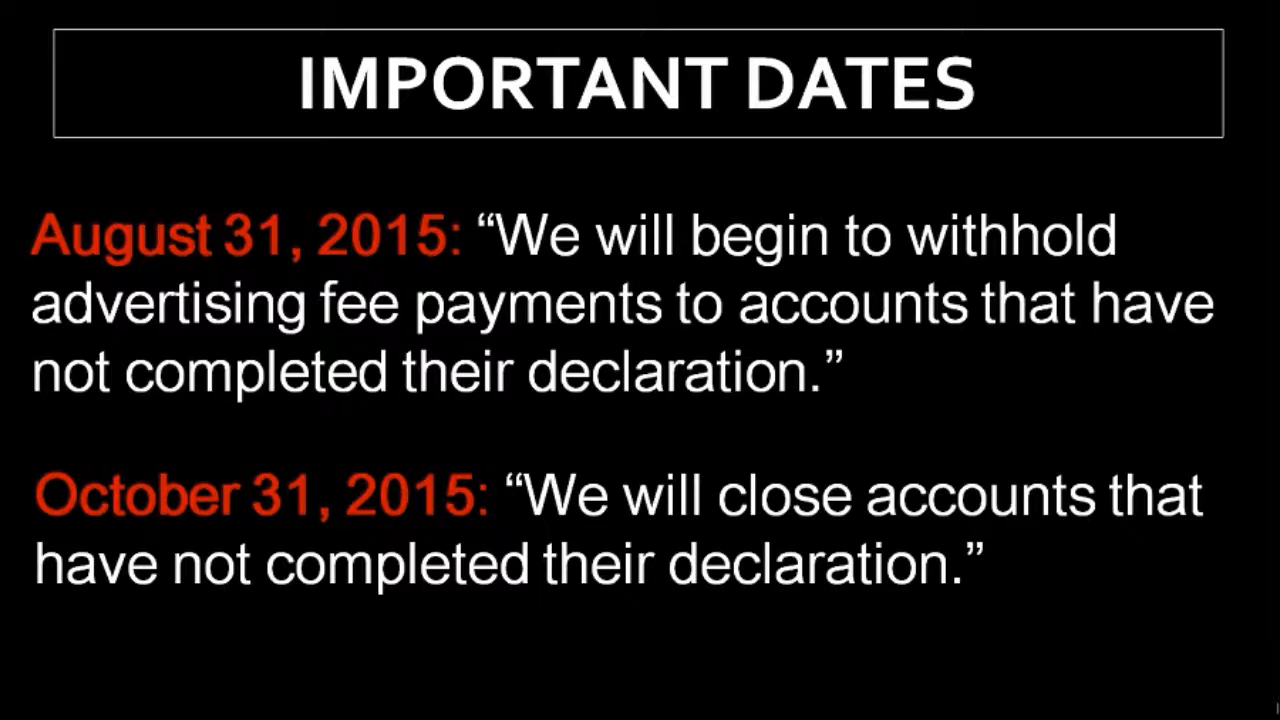 IMPORTANT DATES
August 31, 2015: “We will begin to withhold
advertising fee payments to accounts that have
not completed their declaration.”
October 31, 2015: “We will close accounts that
have not completed their declaration.”